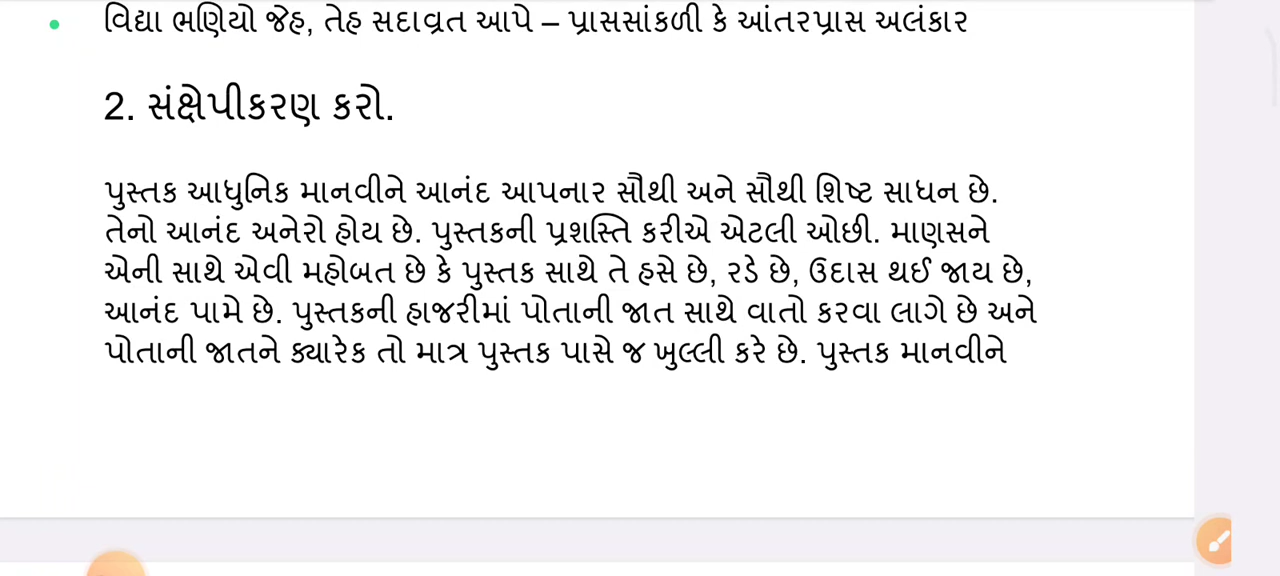 વિદ્યા ભણિયો જેહ, તેહ સદાવ્રત આપે – પ્રાસસાંકળી કે આંતરપ્રાસ અલંકાર
2. સંક્ષેપીકરણ કરો.
પુસ્તક આધુનિક માનવીને આનંદ આપનાર સૌથી અને સૌથી શિષ્ટ સાધન છે.
તેનો આનંદ અનેરો હોય છે. પુસ્તકની પ્રશસ્તિ કરીએ એટલી ઓછી. માણસને
એની સાથે એવી મહોબત છે કે પુસ્તક સાથે તે હસે છે, રડે છે, ઉદાસ થઈ જાય છે,
આનંદ પામે છે. પુસ્તકની હાજરીમાં પોતાની જાત સાથે વાતો કરવા લાગે છે અને
પોતાની જાતને ક્યારેક તો માત્ર પુસ્તક પાસે જ ખુલ્લી કરે છે. પુસ્તક માનવીને